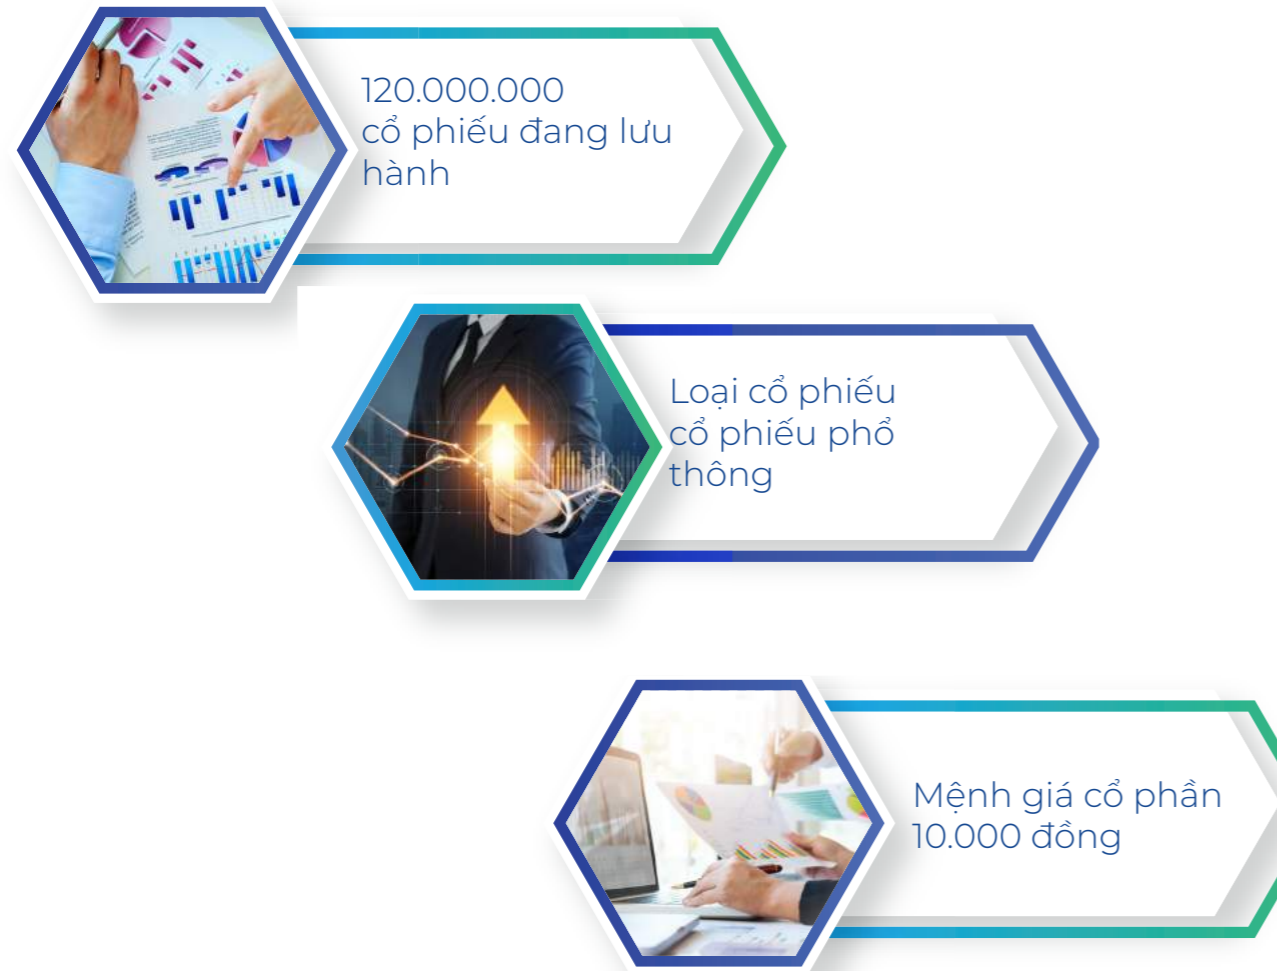 120.000.000
cổ phiếu đang lưu
hành
Loại cổ phiếu
cổ phiếu phổ
thông
Mệnh giá cổ phần
10.000 đồng